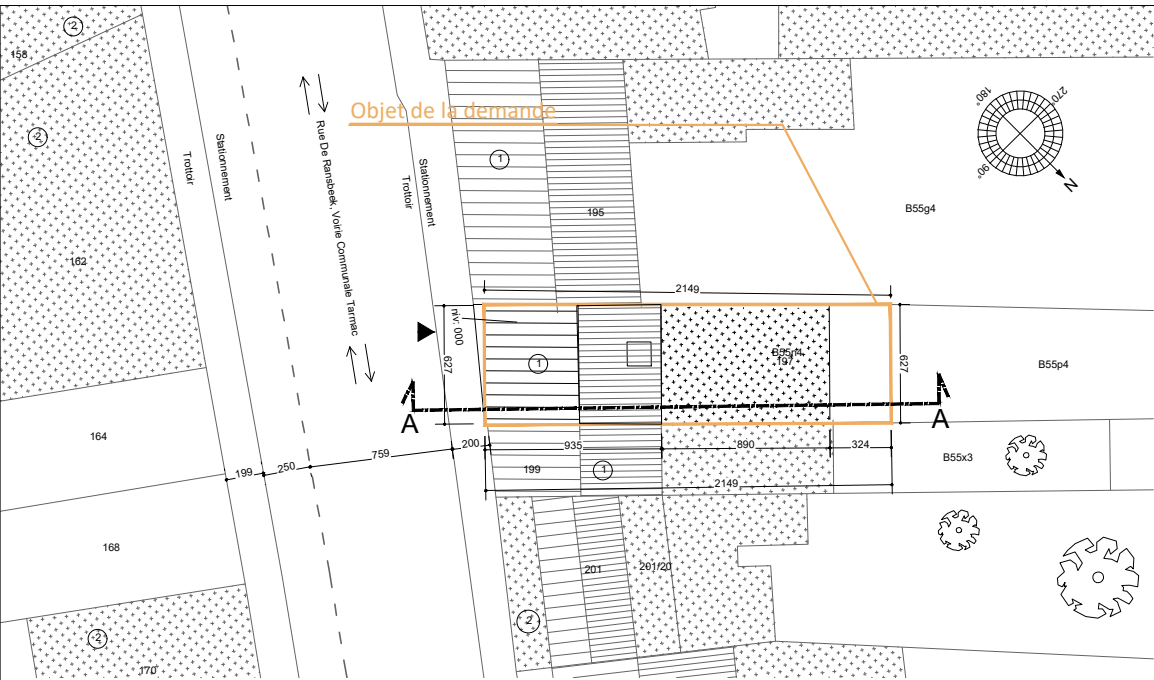 2
158
2
162
Trottoir
Stationnement
Rue De Ransbeek, Voirie Communale Tarmac
Stationnement
Trottoir
Objet de la demande
1
195
180°
270°
90°
N
B55g4
2149
niv: 000
627
1
197
627
B55p4
A
A
164
199
250
759
200
935
890
324
199
1
2149
B55x3
168
201
201/20
2
2
170